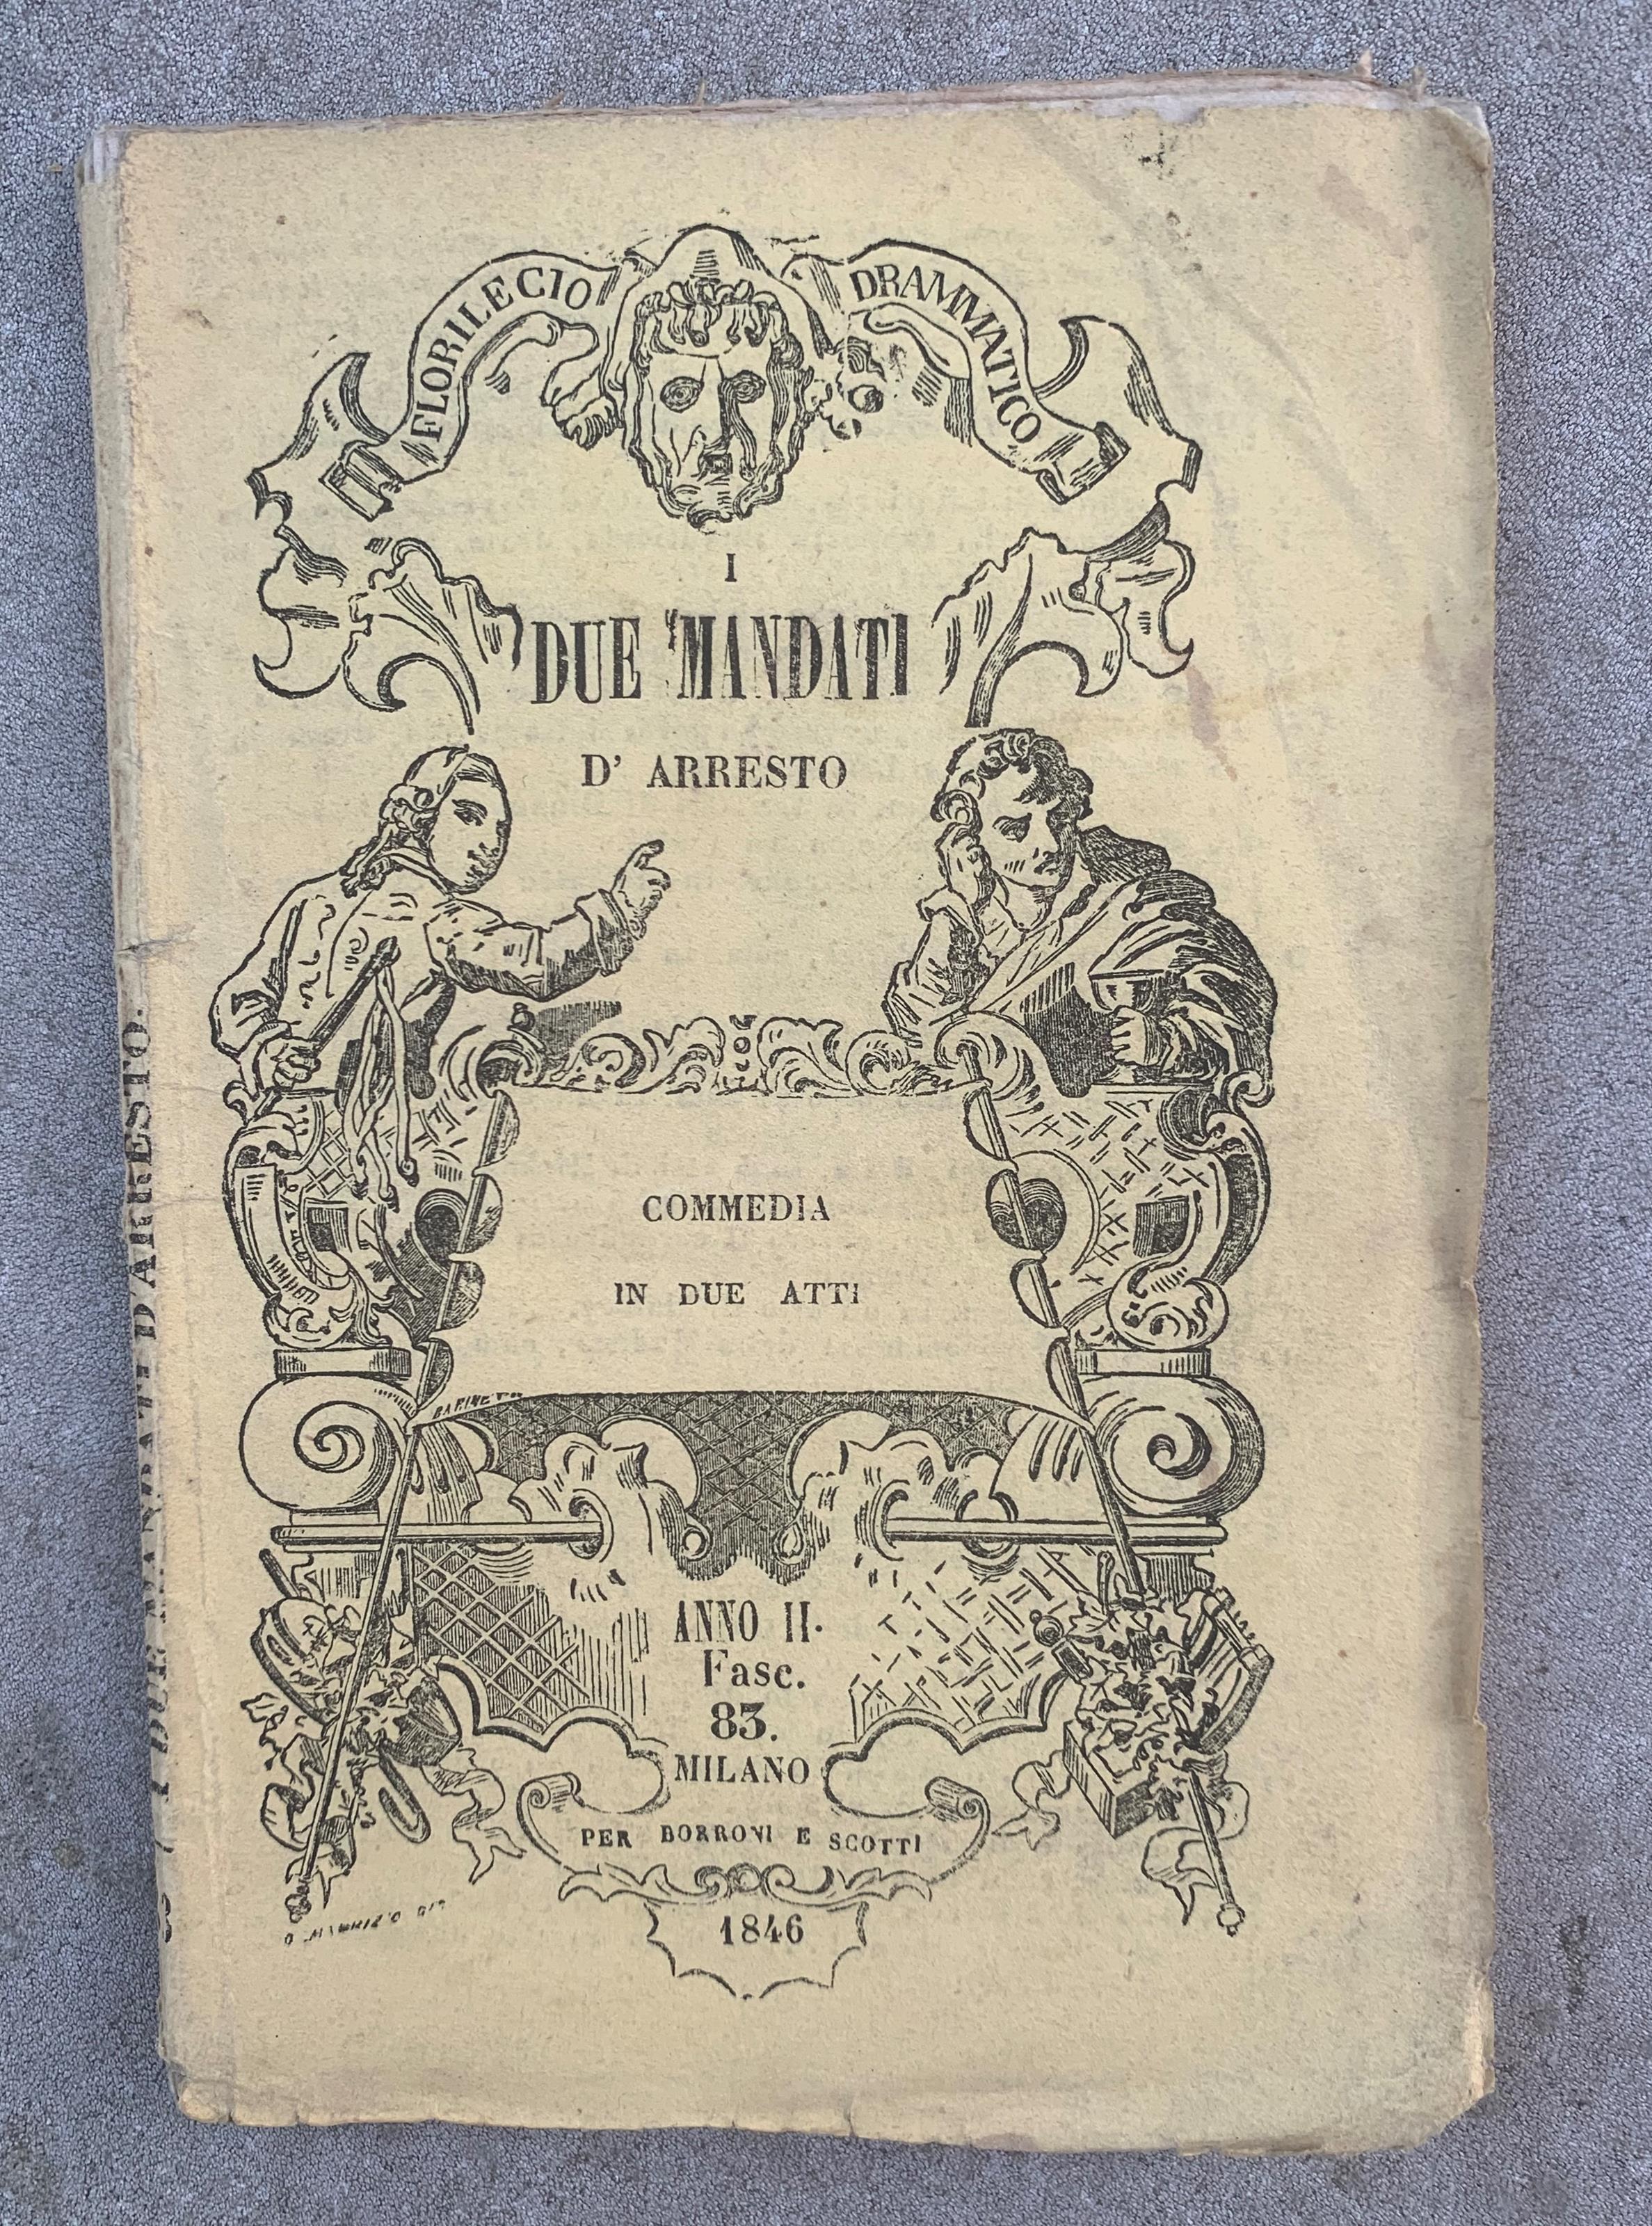 FLORILEGIO DRAMMATICO
I
DUE MANDATI
D' ARRESTO
COMMEDIA
IN DUE ATTI
ANNO II.
Fasc.
83.
MILANO
PER BORRONI E SCOTTI
1846
I DUE MANDATI D'ARRESTO.